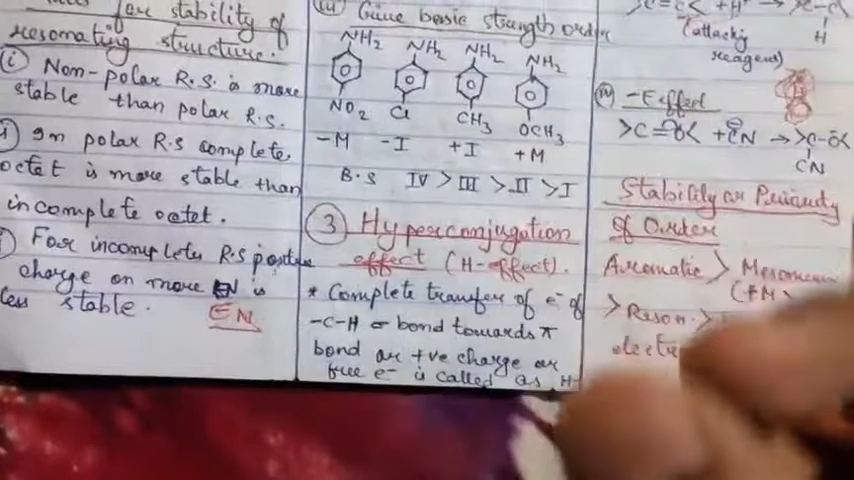 for stability of
resonating structure.
(i) Non-polar R.S. is more
stable than polar R.S.
In polar R.S complete
octet is more stable than
incomplete octet.
For incomplete R.S positive
charge on more EN is
less stable.
EN
(iii) Give basic strength order
NH2 NH2 NH2 NH2
NO2 Cl CH3 OCH3
-M -I +I +M
B.S IV > III > II > I
3 Hyperconjugation
effect (H-effect).
* Complete transfer of e- of
-C-H σ-bond towards π
bond or +ve charge or
free e- is called as H
H
(attacking
reagent)
(iv) -E effect
>C=O< + CN → >C-O<
CN
Stability or Priority
of Order
Aromatic > Mesomeric
(+M)
> Reson. >